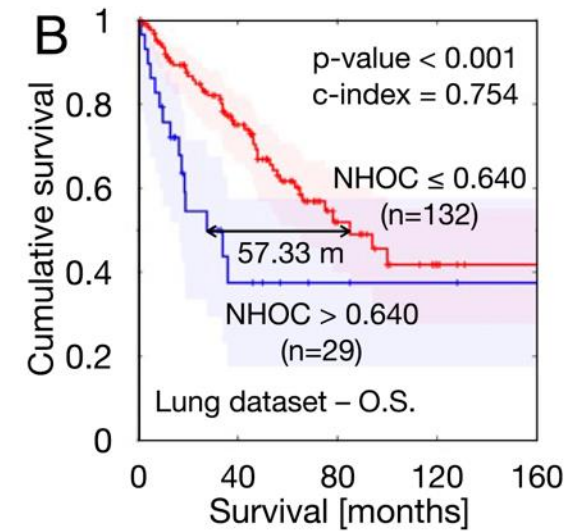 B
p-value < 0.001
c-index = 0.754
NHOC ≤ 0.640
(n=132)
57.33 m
NHOC > 0.640
(n=29)
Lung dataset – O.S.
Cumulative survival
1
0.8
0.6
0.4
0.2
0
0 40 80 120 160
Survival [months]